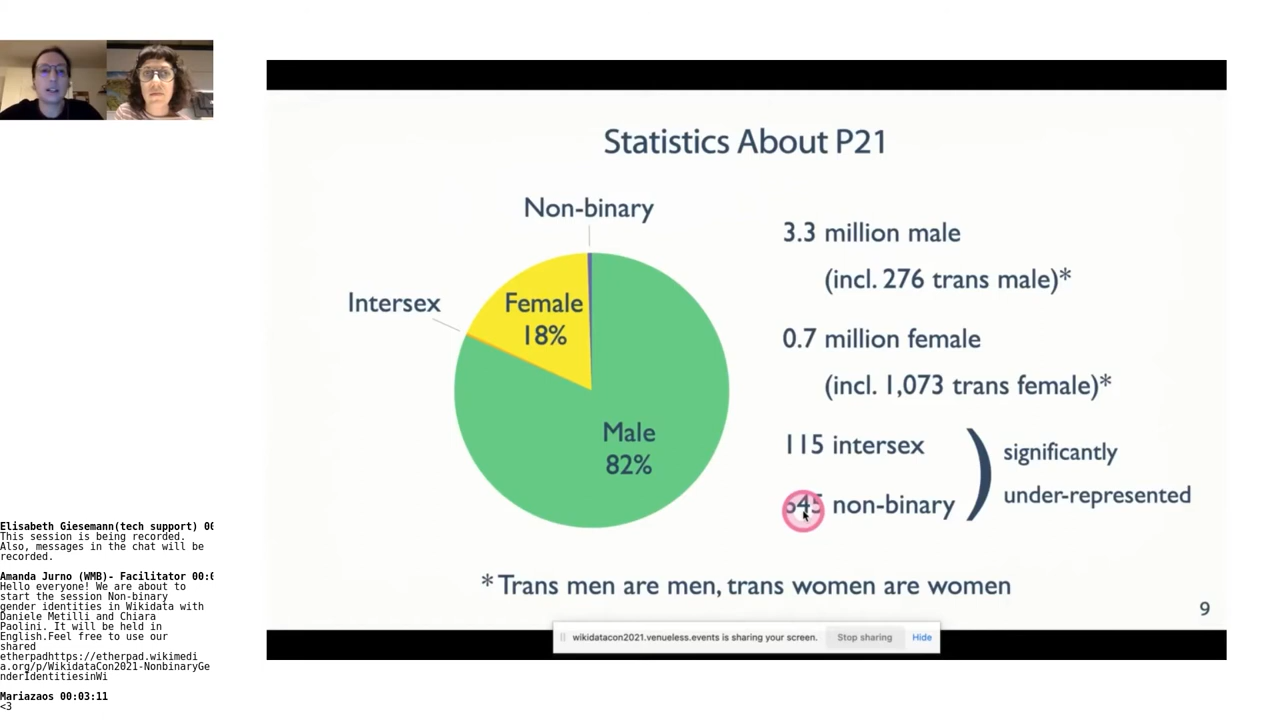 Statistics About P21
Non-binary
Intersex
Female
18%
Male
82%
3.3 million male
(incl. 276 trans male)*
0.7 million female
(incl. 1,073 trans female)*
115 intersex
non-binary
significantly
under-represented
* Trans men are men, trans women are women
9
wikidatacon2021.venueless.events is sharing your screen.
Stop sharing
Hide
Elisabeth Giesemann(tech support)
This session is being recorded.
Also, messages in the chat will be
recorded.
Amanda Jurno (WMB)- Facilitator
Hello everyone! We are about to
start the session Non-binary
gender identities in Wikidata with
Daniele Metilli and Chiara
Paolini. It will be held in
English.Feel free to use our
shared
etherpadhttps://etherpad.wikimedi
a.org/p/WikidataCon2021-NonbinaryGe
nderIdentitiesinWi
Mariazaos 00:03:11
<3